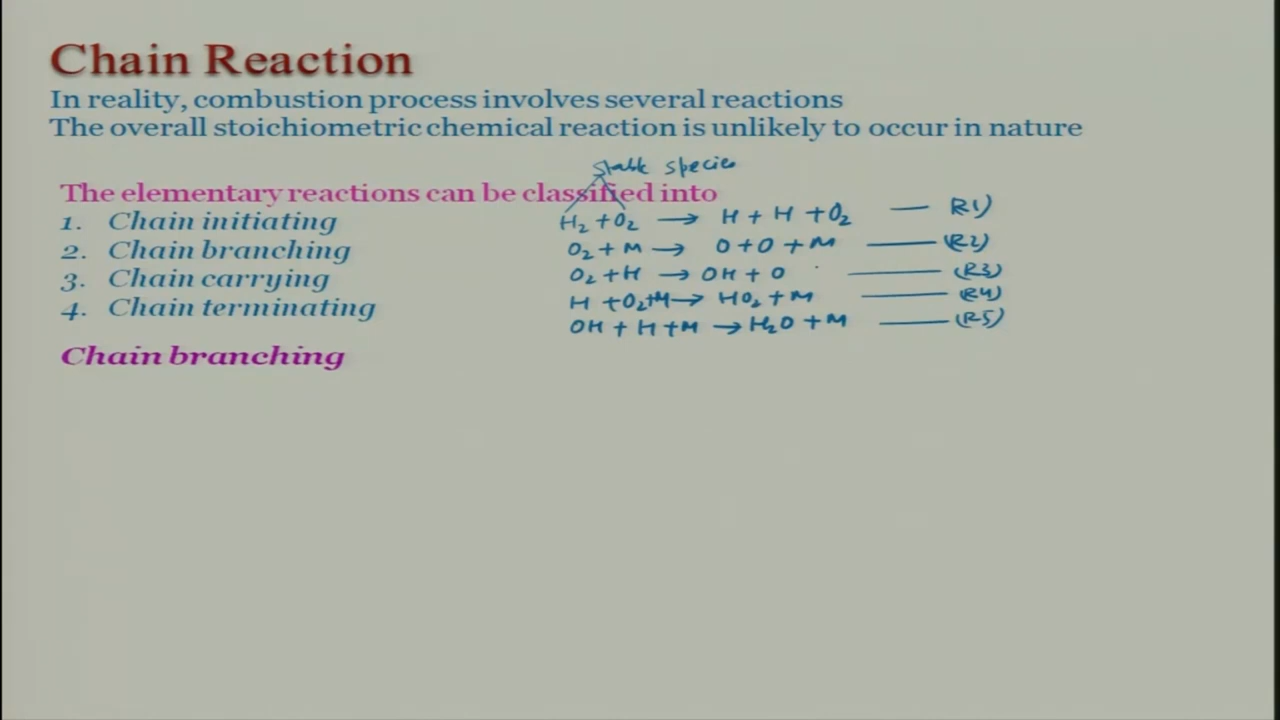 Chain Reaction
In reality, combustion process involves several reactions
The overall stoichiometric chemical reaction is unlikely to occur in nature
stable species
The elementary reactions can be classified into
1. Chain initiating H₂ + O₂ → H + H + O₂ — R1)
2. Chain branching O₂ + M → O + O + M — (R2)
3. Chain carrying O₂ + H → OH + O — (R3)
4. Chain terminating H + O₂ + M → HO₂ + M — (R4)
OH + H + M → H₂O + M — (R5)
Chain branching